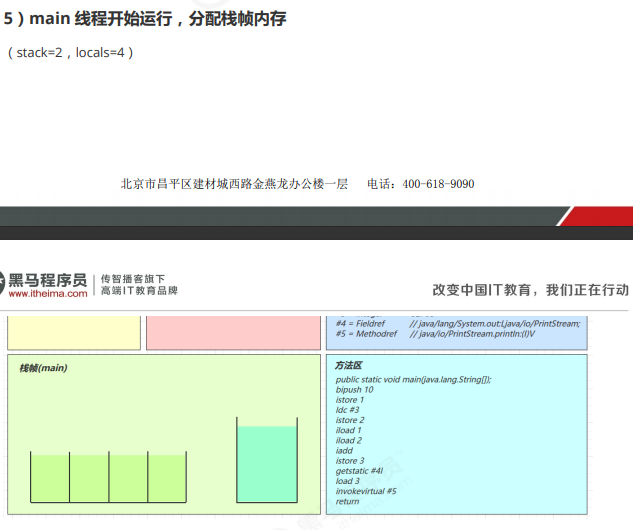 5）main 线程开始运行，分配栈帧内存
（stack=2，locals=4）
北京市昌平区建材城西路金燕龙办公楼一层 电话：400-618-9090
黑马程序员
www.itheima.com
传智播客旗下
高端IT教育品牌
改变中国IT教育，我们正在行动
#4 = Fieldref // java/lang/System.out:Ljava/io/PrintStream;
#5 = Methodref // java/io/PrintStream.println:(I)V
栈帧(main)
方法区
public static void main(java.lang.String[]);
bipush 10
istore 1
ldc #3
istore 2
iload 1
iload 2
iadd
istore 3
getstatic #4l
load 3
invokevirtual #5
return